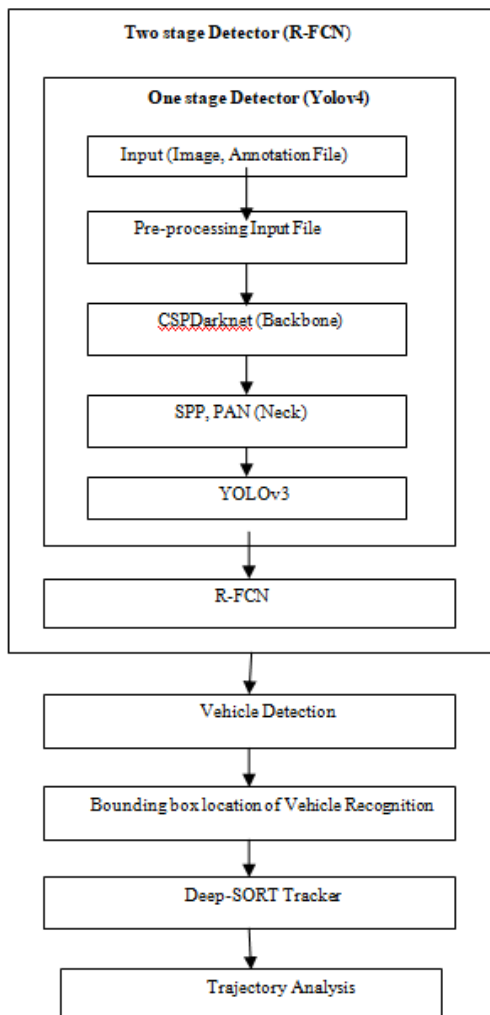 Two stage Detector (R-FCN)
One stage Detector (Yolov4)
Input (Image, Annotation File)
Pre-processing Input File
CSPDarknet (Backbone)
SPP, PAN (Neck)
YOLOv3
R-FCN
Vehicle Detection
Bounding box location of Vehicle Recognition
Deep-SORT Tracker
Trajectory Analysis